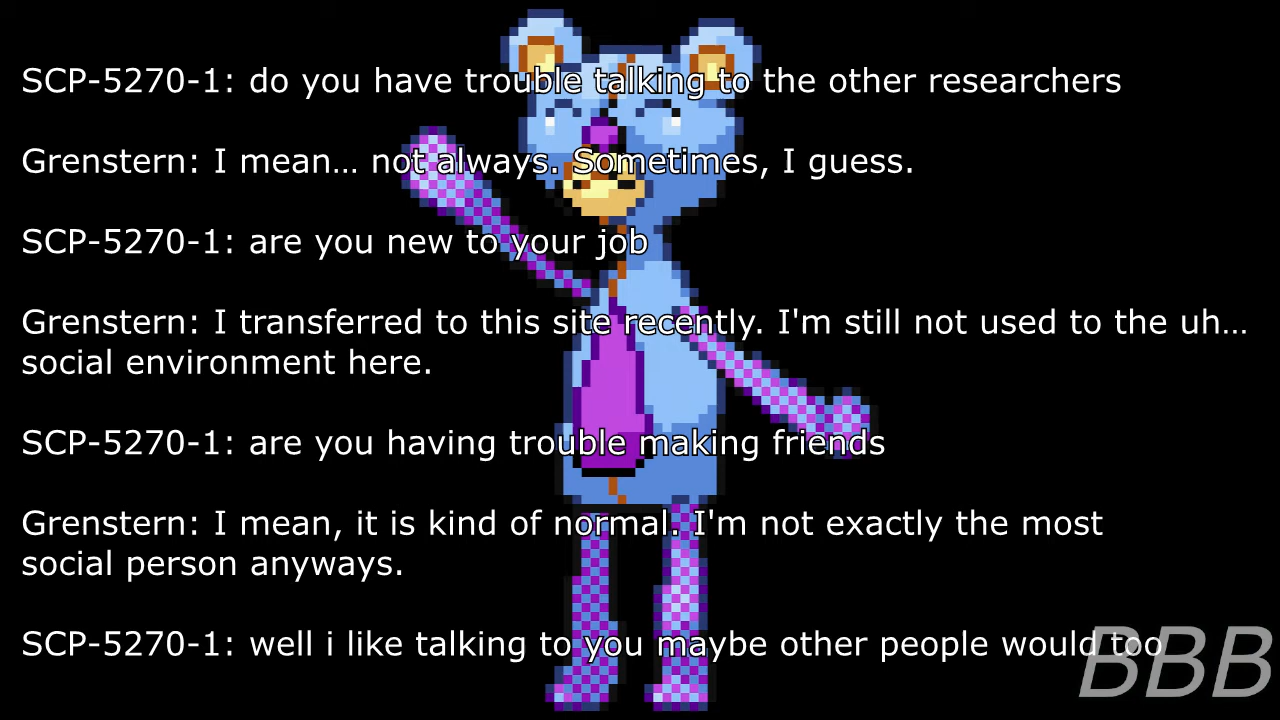 SCP-5270-1: do you have trouble talking to the other researchers
Grenstern: I mean… not always. Sometimes, I guess.
SCP-5270-1: are you new to your job
Grenstern: I transferred to this site recently. I'm still not used to the uh…
social environment here.
SCP-5270-1: are you having trouble making friends
Grenstern: I mean, it is kind of normal. I'm not exactly the most
social person anyways.
SCP-5270-1: well i like talking to you maybe other people would too
BBB